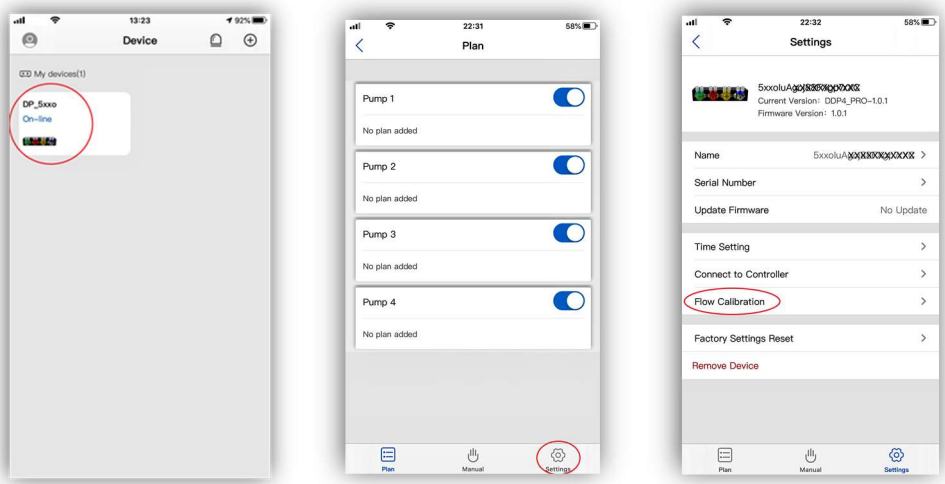 13:23
92%
Device
My devices(1)
DP_5xxo
On-line
22:31
58%
Plan
Pump 1
No plan added
Pump 2
No plan added
Pump 3
No plan added
Pump 4
No plan added
Plan
Manual
Settings
22:32
58%
Settings
Current Version: DDP4_PRO-1.0.1
Firmware Version: 1.0.1
Name
Serial Number
Update Firmware No Update
Time Setting
Connect to Controller
Flow Calibration
Factory Settings Reset
Remove Device
Plan
Manual
Settings